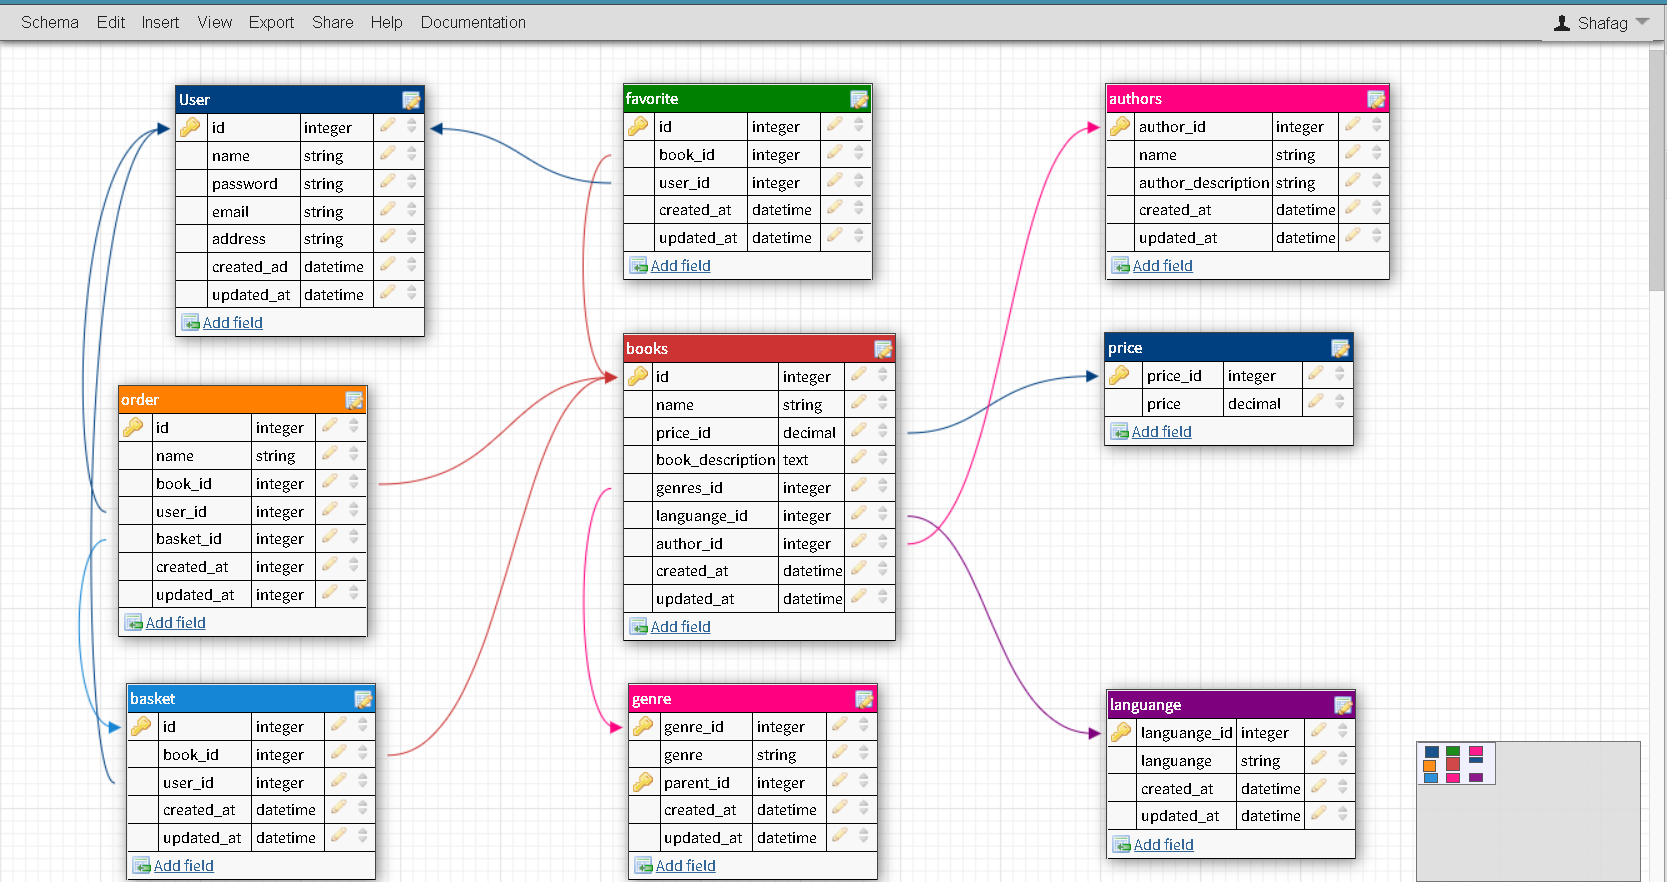 Schema Edit Insert View Export Share Help Documentation Shafag
User
id integer
name string
password string
email string
address string
created_ad datetime
updated_at datetime
Add field
favorite
id integer
book_id integer
user_id integer
created_at datetime
updated_at datetime
Add field
authors
author_id integer
name string
author_description string
created_at datetime
updated_at datetime
Add field
order
id integer
name string
book_id integer
user_id integer
basket_id integer
created_at integer
updated_at integer
Add field
books
id integer
name string
price_id decimal
book_description text
genres_id integer
languange_id integer
author_id integer
created_at datetime
updated_at datetime
Add field
price
price_id integer
price decimal
Add field
basket
id integer
book_id integer
user_id integer
created_at datetime
updated_at datetime
Add field
genre
genre_id integer
genre string
parent_id integer
created_at datetime
updated_at datetime
Add field
languange
languange_id integer
languange string
created_at datetime
updated_at datetime
Add field